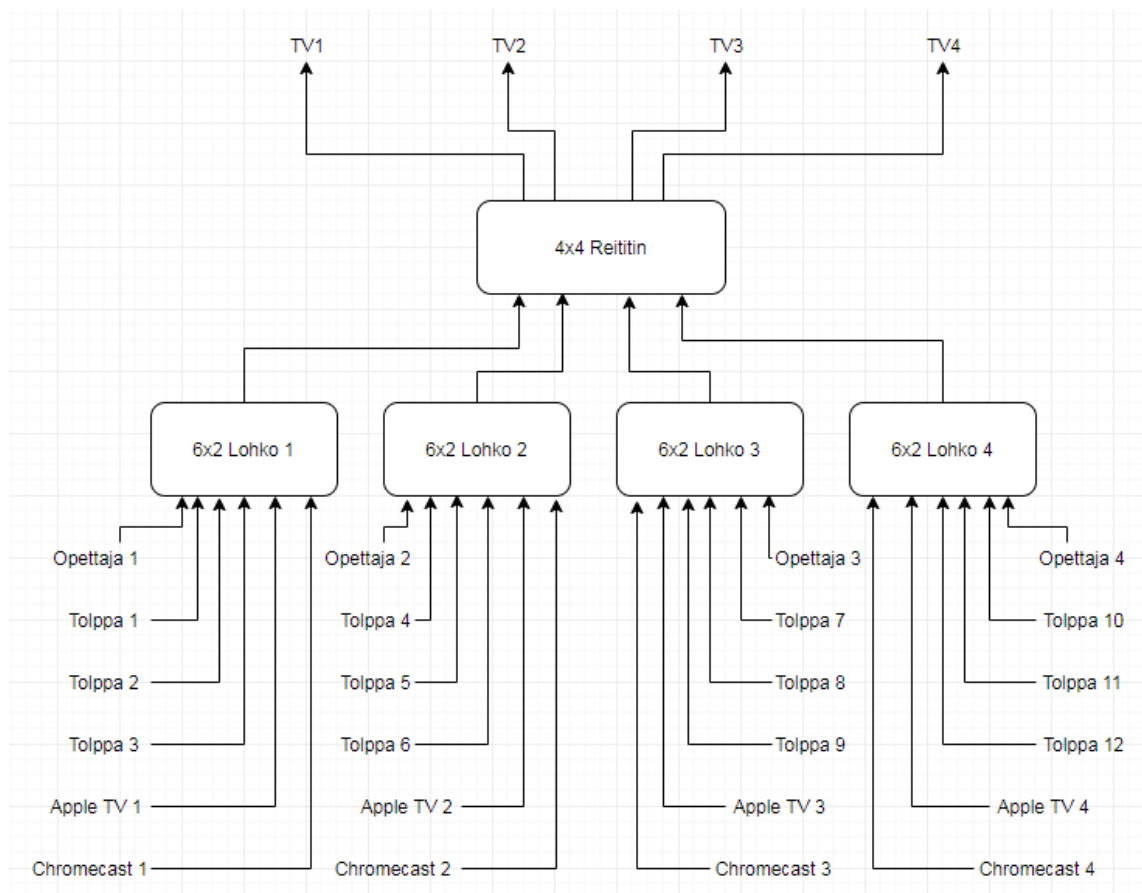 TV1
TV2
TV3
TV4
4x4 Reititin
6x2 Lohko 1
6x2 Lohko 2
6x2 Lohko 3
6x2 Lohko 4
Opettaja 1
Opettaja 2
Opettaja 3
Opettaja 4
Tolppa 1
Tolppa 4
Tolppa 7
Tolppa 10
Tolppa 2
Tolppa 5
Tolppa 8
Tolppa 11
Tolppa 3
Tolppa 6
Tolppa 9
Tolppa 12
Apple TV 1
Apple TV 2
Apple TV 3
Apple TV 4
Chromecast 1
Chromecast 2
Chromecast 3
Chromecast 4